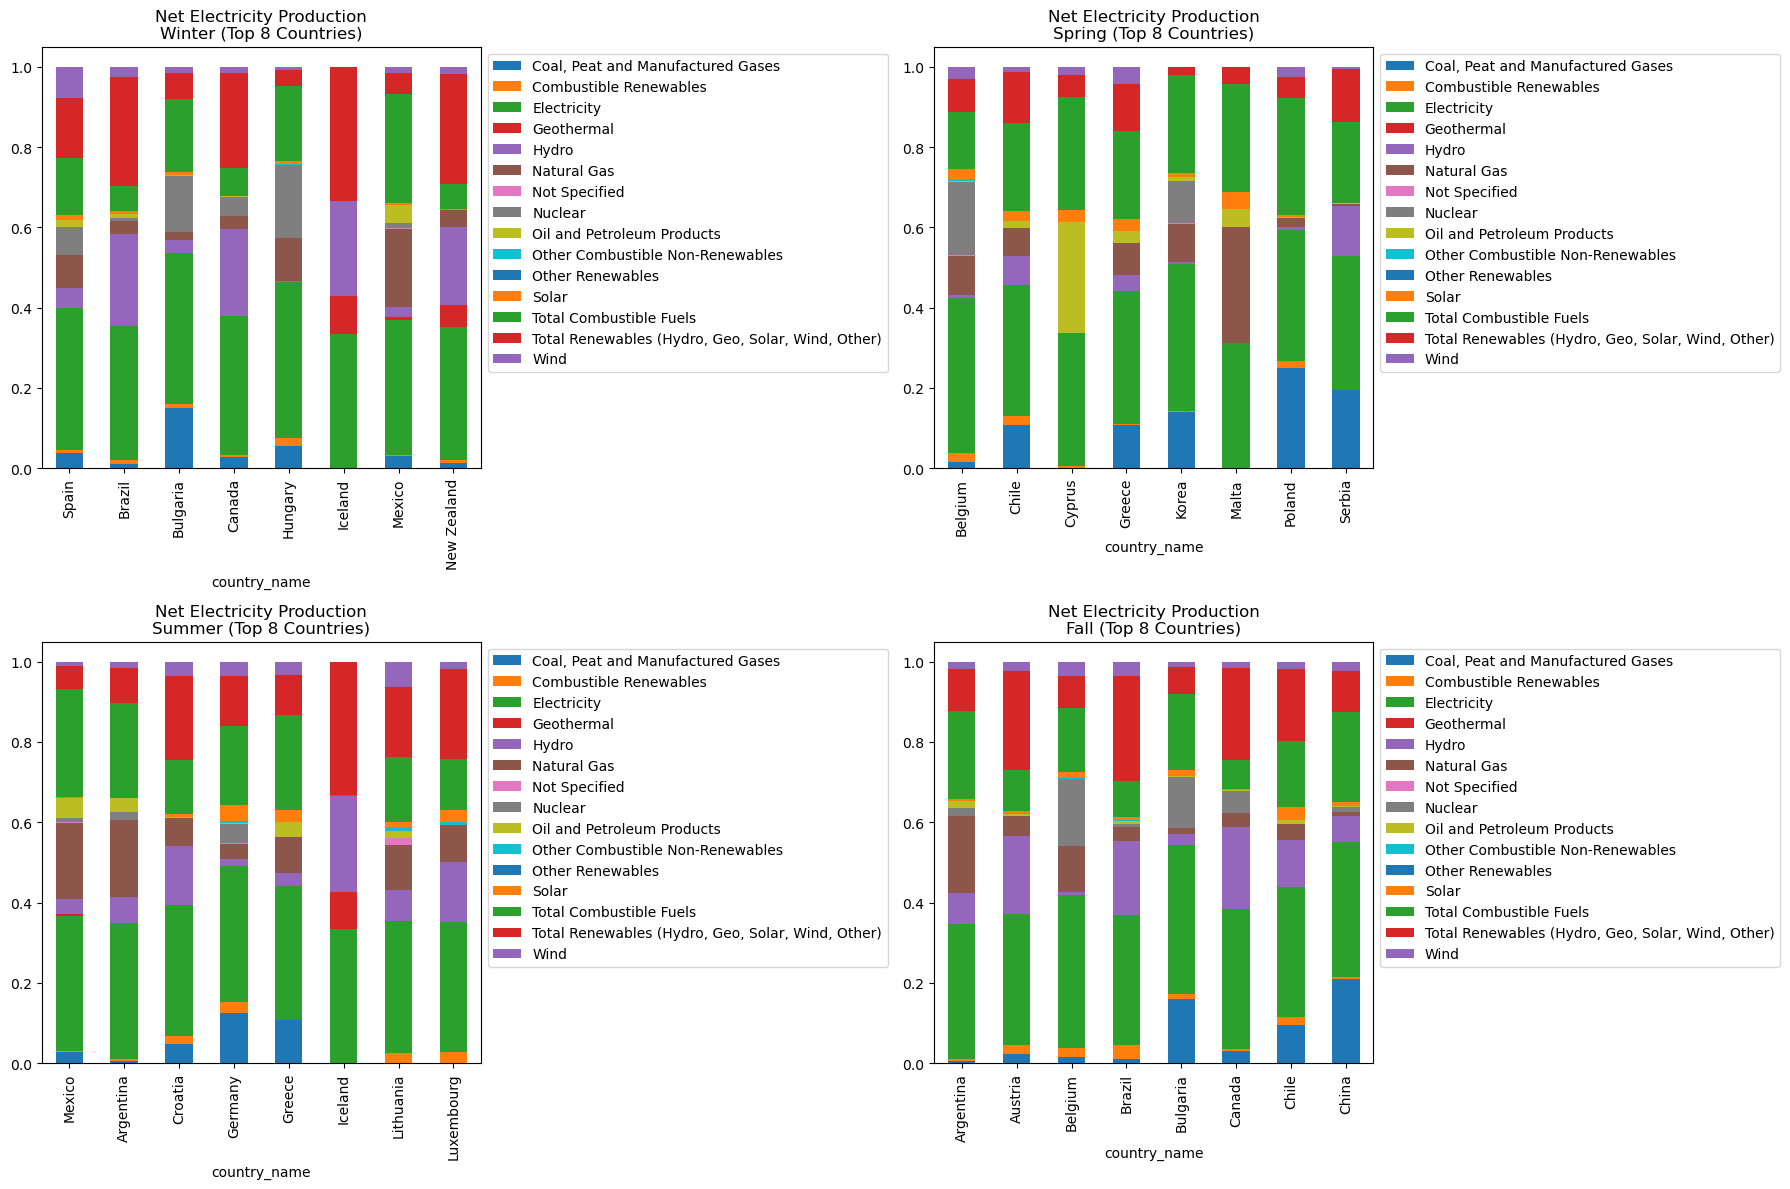 Net Electricity Production
Winter (Top 8 Countries)
1.0
0.8
0.6
0.4
0.2
0.0
Spain
Brazil
Bulgaria
Canada
Hungary
Iceland
Mexico
New Zealand
country_name
Coal, Peat and Manufactured Gases
Combustible Renewables
Electricity
Geothermal
Hydro
Natural Gas
Not Specified
Nuclear
Oil and Petroleum Products
Other Combustible Non-Renewables
Other Renewables
Solar
Total Combustible Fuels
Total Renewables (Hydro, Geo, Solar, Wind, Other)
Wind
Net Electricity Production
Spring (Top 8 Countries)
1.0
0.8
0.6
0.4
0.2
0.0
Belgium
Chile
Cyprus
Greece
Korea
Malta
Poland
Serbia
country_name
Coal, Peat and Manufactured Gases
Combustible Renewables
Electricity
Geothermal
Hydro
Natural Gas
Not Specified
Nuclear
Oil and Petroleum Products
Other Combustible Non-Renewables
Other Renewables
Solar
Total Combustible Fuels
Total Renewables (Hydro, Geo, Solar, Wind, Other)
Wind
Net Electricity Production
Summer (Top 8 Countries)
1.0
0.8
0.6
0.4
0.2
0.0
Mexico
Argentina
Croatia
Germany
Greece
Iceland
Lithuania
Luxembourg
country_name
Coal, Peat and Manufactured Gases
Combustible Renewables
Electricity
Geothermal
Hydro
Natural Gas
Not Specified
Nuclear
Oil and Petroleum Products
Other Combustible Non-Renewables
Other Renewables
Solar
Total Combustible Fuels
Total Renewables (Hydro, Geo, Solar, Wind, Other)
Wind
Net Electricity Production
Fall (Top 8 Countries)
1.0
0.8
0.6
0.4
0.2
0.0
Argentina
Austria
Belgium
Brazil
Bulgaria
Canada
Chile
China
country_name
Coal, Peat and Manufactured Gases
Combustible Renewables
Electricity
Geothermal
Hydro
Natural Gas
Not Specified
Nuclear
Oil and Petroleum Products
Other Combustible Non-Renewables
Other Renewables
Solar
Total Combustible Fuels
Total Renewables (Hydro, Geo, Solar, Wind, Other)
Wind